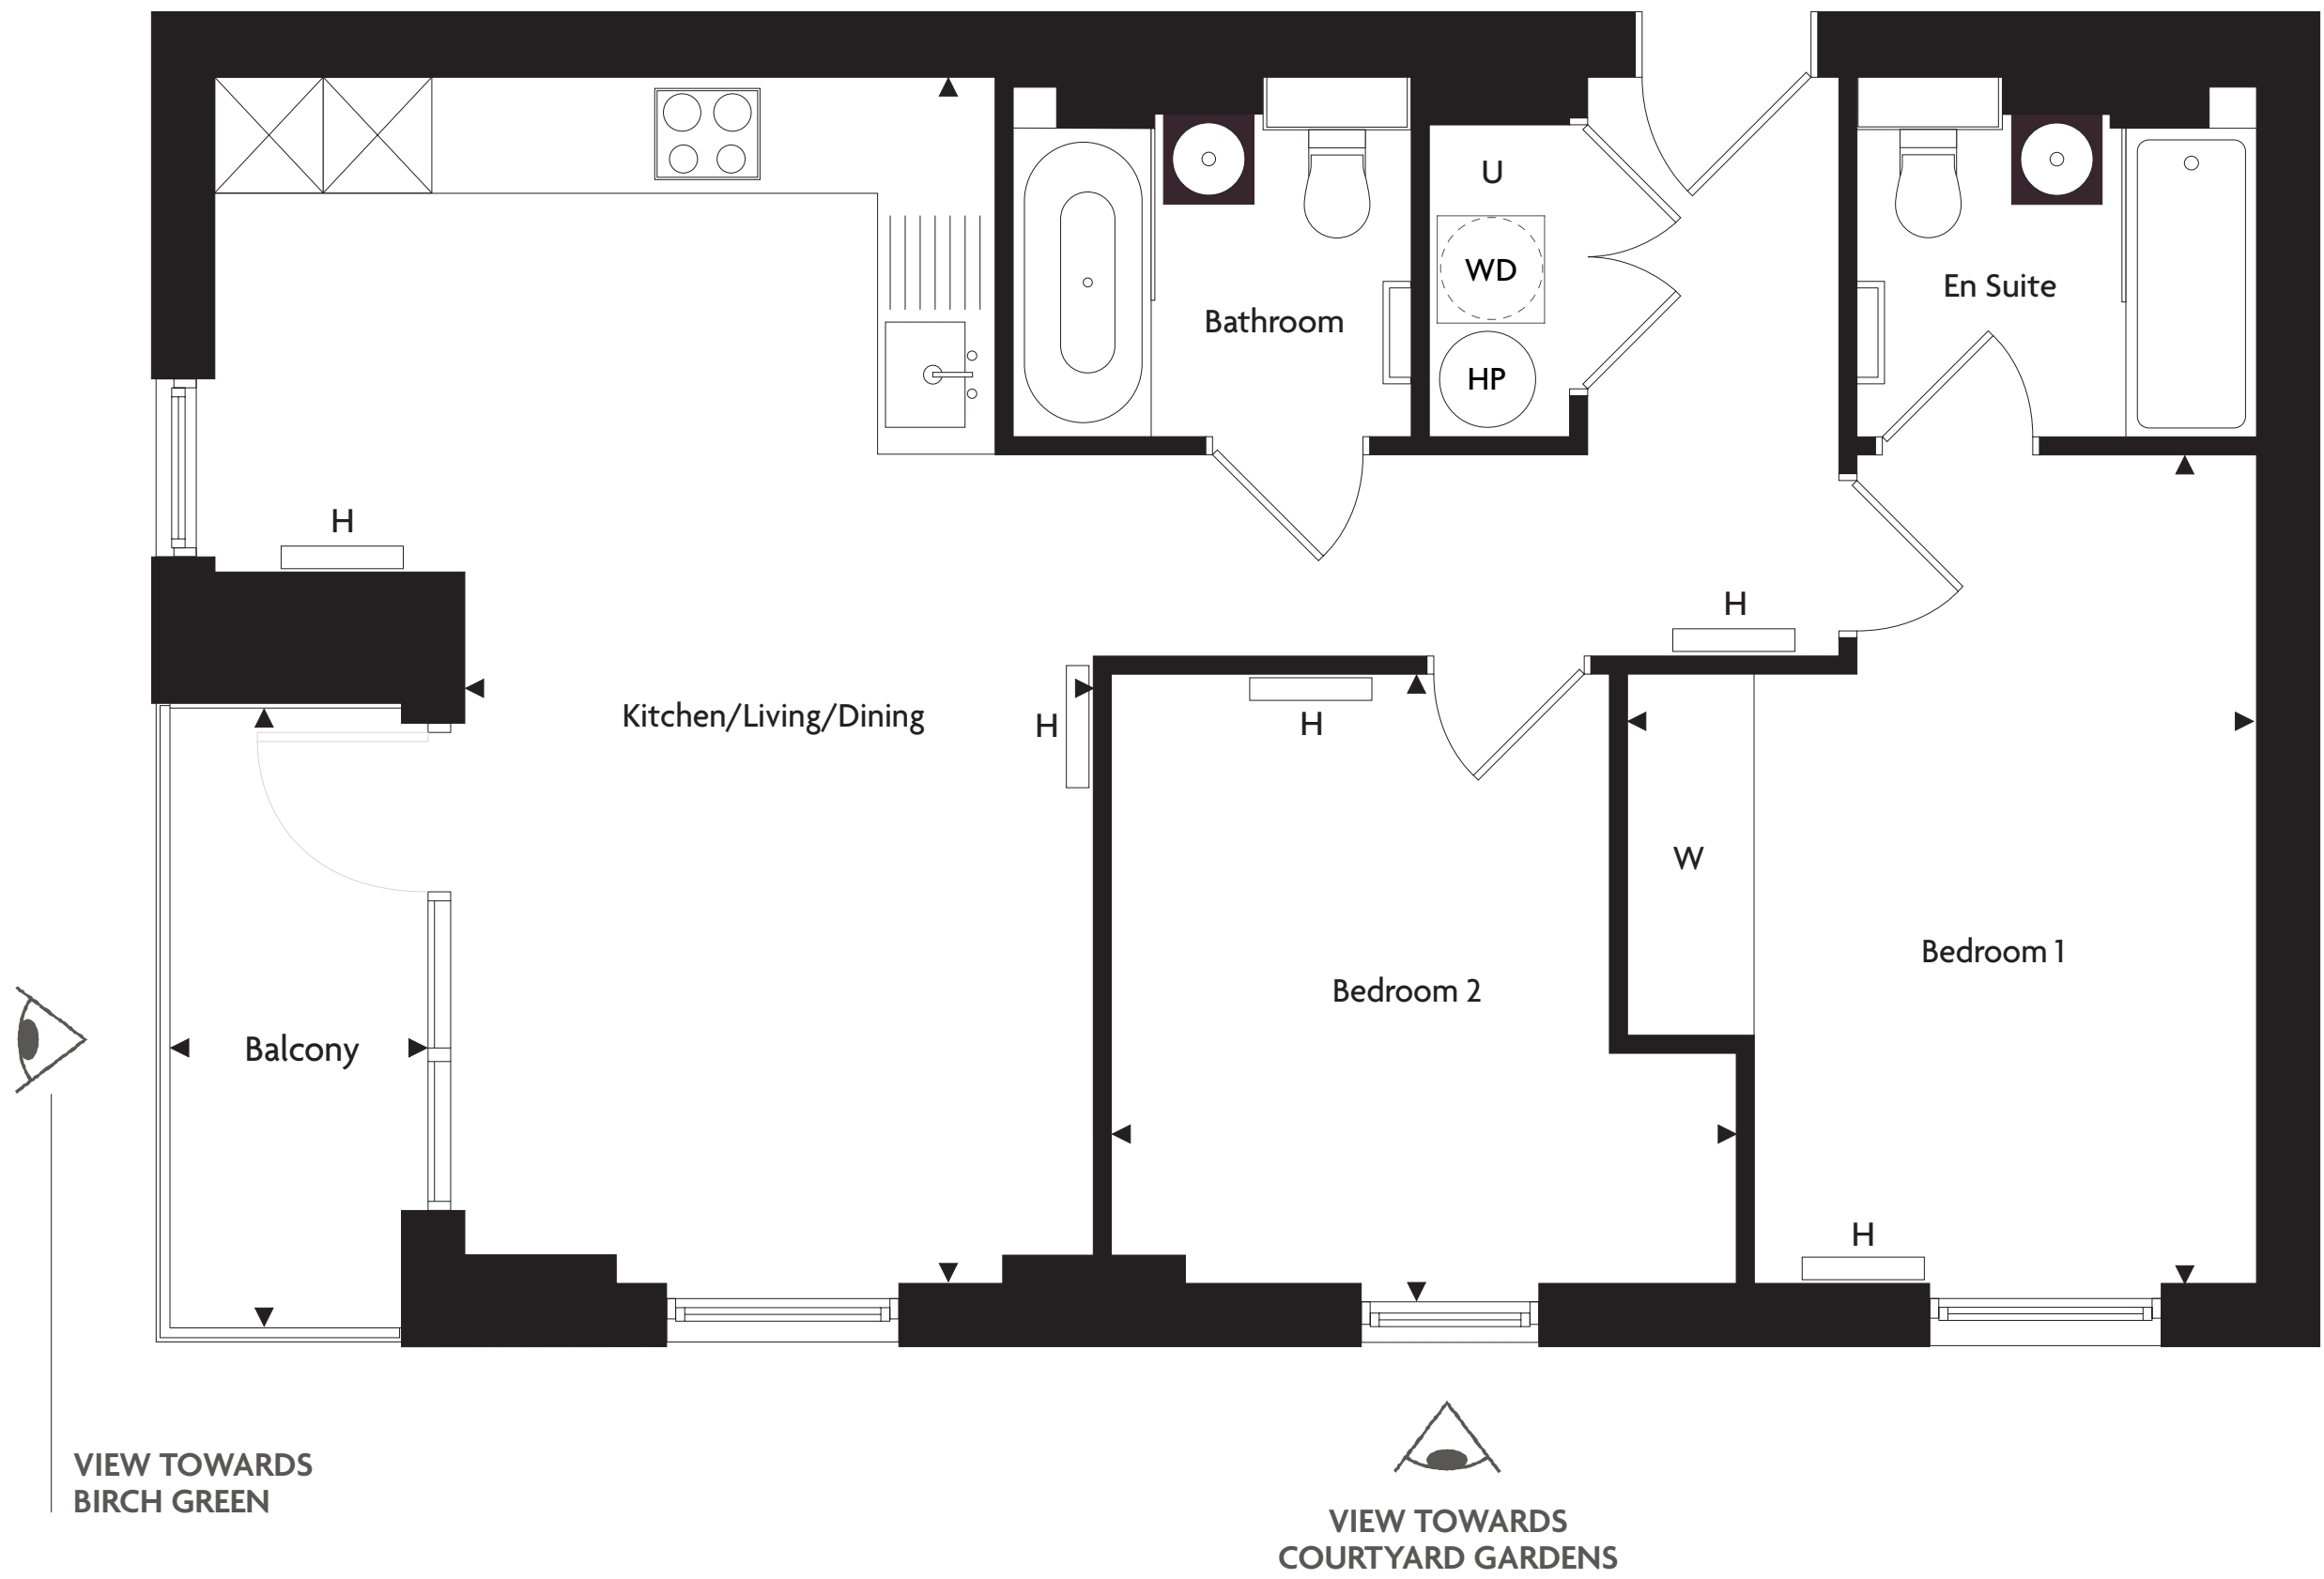 U
WD
HP
Bathroom
En Suite
H
H
Kitchen/Living/Dining
H
H
W
Bedroom 1
Bedroom 2
Balcony
H
VIEW TOWARDS
BIRCH GREEN
VIEW TOWARDS
COURTYARD GARDENS